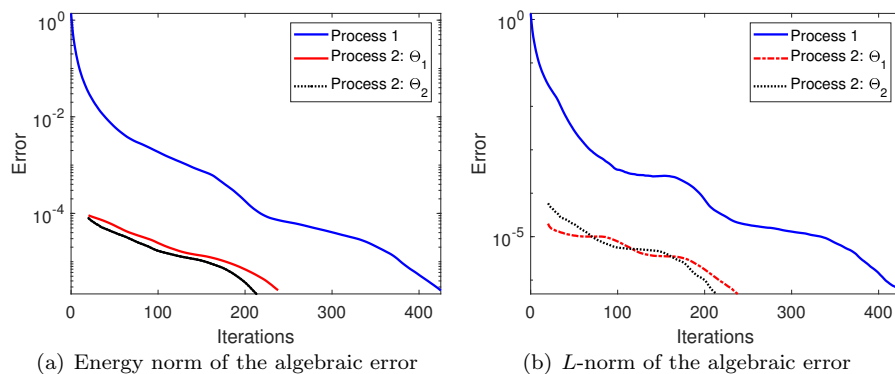 10^0
10^-2
10^-4
Error
0 100 200 300 400
Iterations
Process 1
Process 2: Θ_1
Process 2: Θ_2
(a) Energy norm of the algebraic error
10^0
10^-5
Error
0 100 200 300 400
Iterations
Process 1
Process 2: Θ_1
Process 2: Θ_2
(b) L-norm of the algebraic error